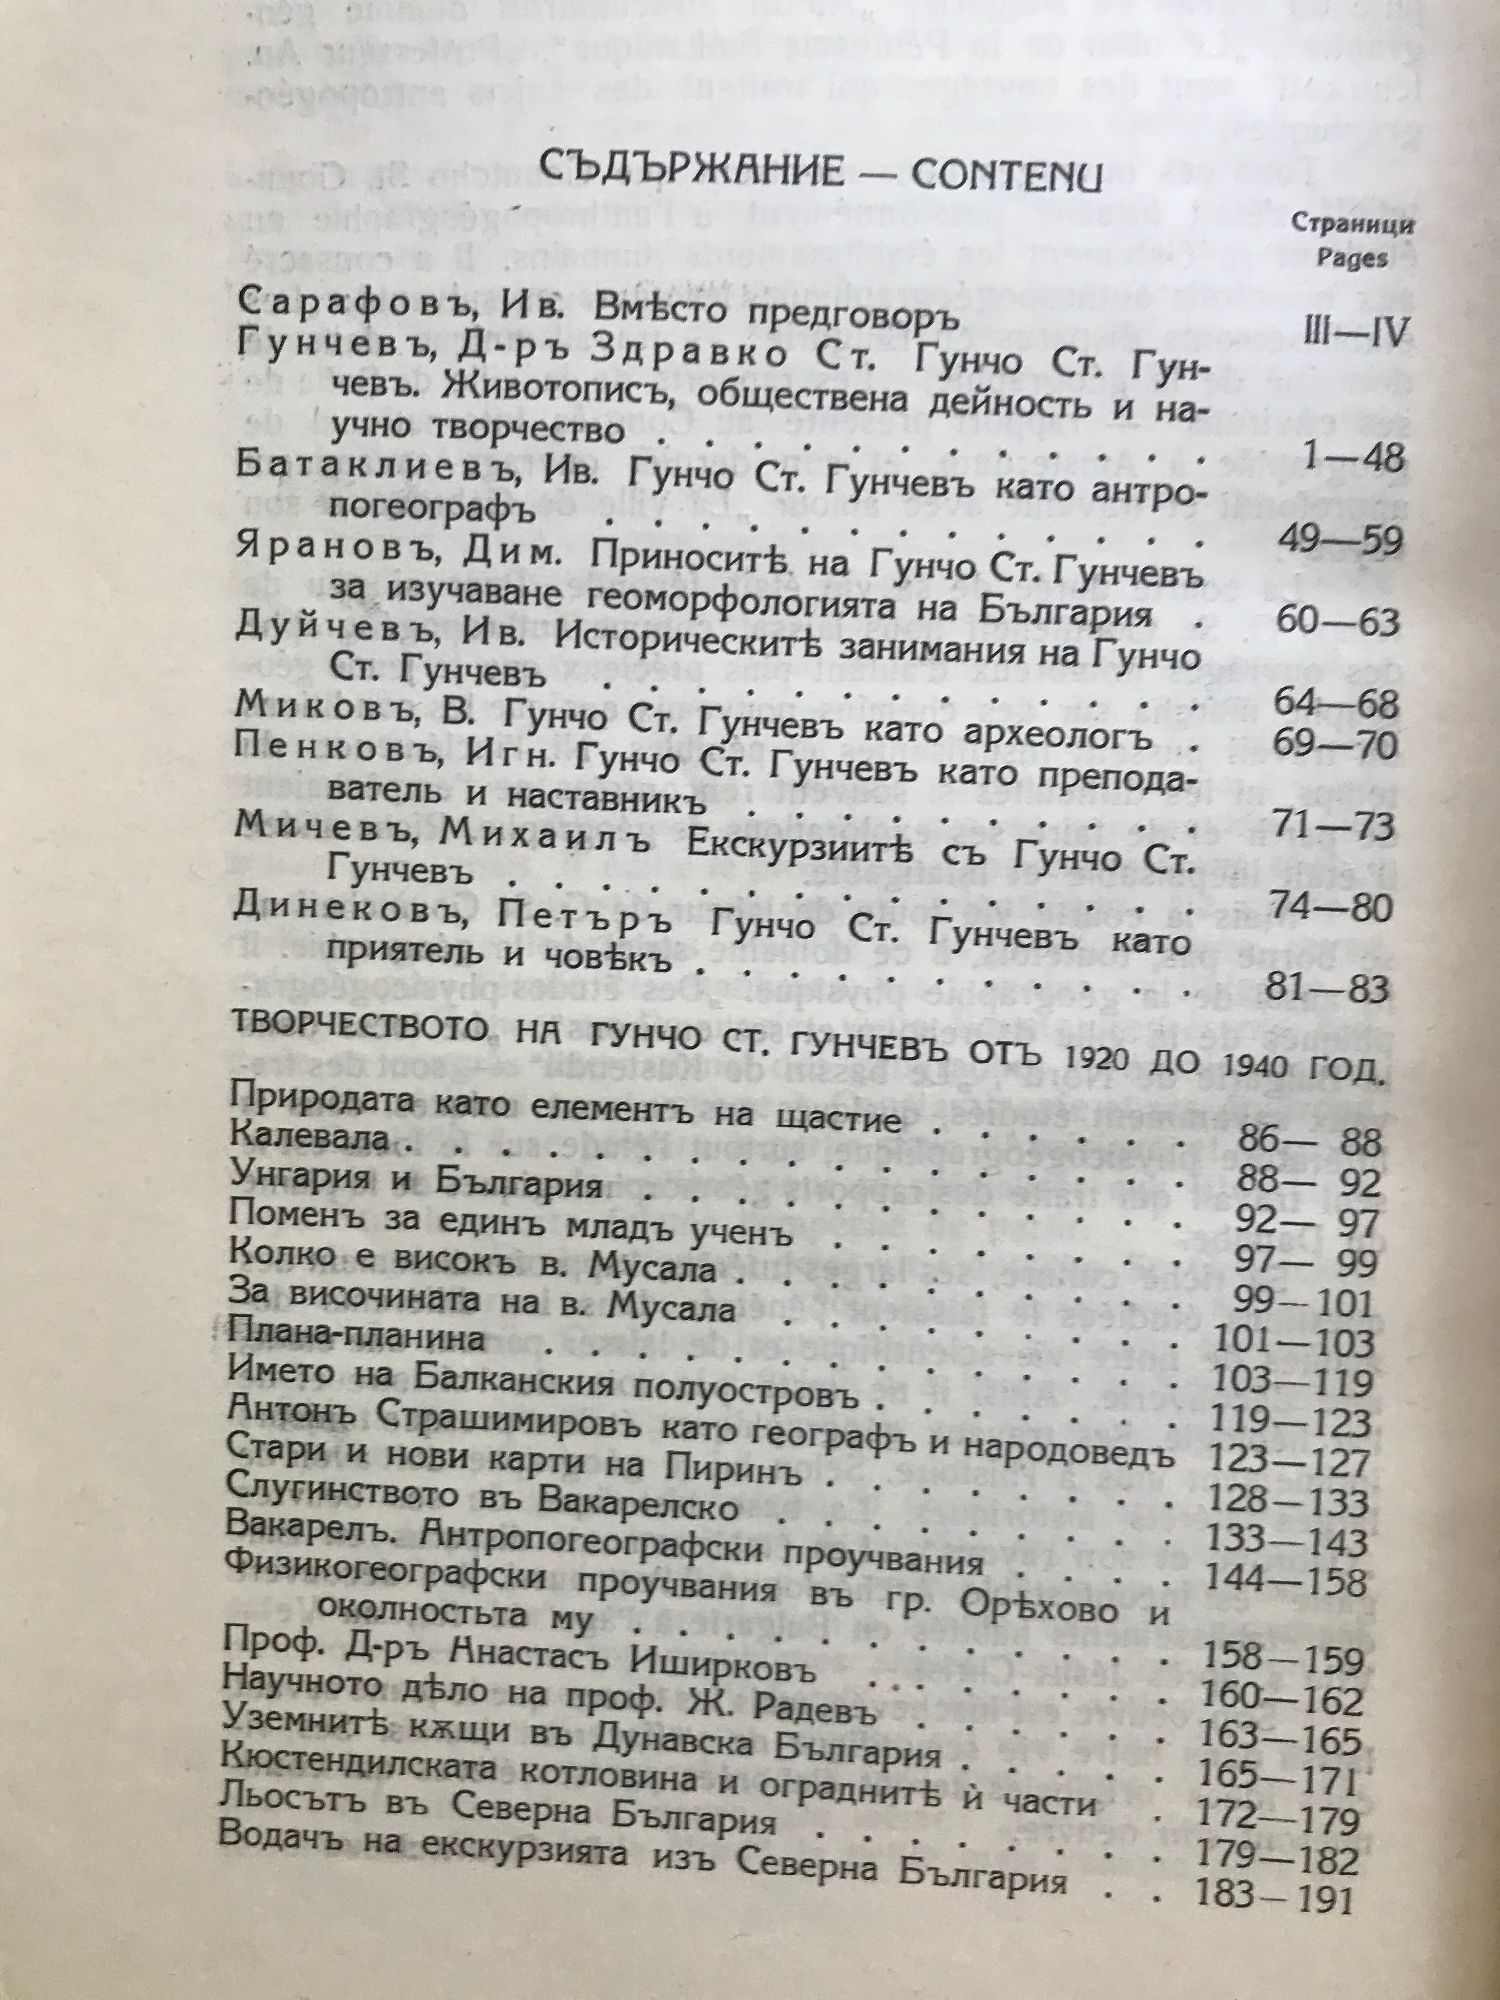 СЪДЪРЖАНИЕ — CONTENU
Страници
Pages
Сарафовъ, Ив. Вмѣсто предговоръ III—IV
Гунчевъ, Д-ръ Здравко Ст. Гунчо Ст. Гун-
чевъ. Животописъ, обществена дейность и на-
учно творчество . . . . . . . . . . . . 1—48
Батаклиевъ, Ив. Гунчо Ст. Гунчевъ като антро-
погеографъ . . . . . . . . . . . . . 49—59
Ярановъ, Дим. Приноситѣ на Гунчо Ст. Гунчевъ
за изучаване геоморфологията на България . 60—63
Дуйчевъ, Ив. Историческитѣ занимания на Гунчо
Ст. Гунчевъ . . . . . . . . . . . . . 64—68
Миковъ, В. Гунчо Ст. Гунчевъ като археологъ . 69—70
Пенковъ, Игн. Гунчо Ст. Гунчевъ като препода-
ватель и наставникъ . . . . . . . . . . 71—73
Мичевъ, Михаилъ Екскурзиитѣ съ Гунчо Ст.
Гунчевъ . . . . . . . . . . . . . . . 74—80
Динековъ, Петъръ Гунчо Ст. Гунчевъ като
приятель и човѣкъ . . . . . . . . . . . 81—83
ТВОРЧЕСТВОТО НА ГУНЧО СТ. ГУНЧЕВЪ ОТЪ 1920 ДО 1940 ГОД.
Природата като елементъ на щастие . . . . . . 86— 88
Калевала . . . . . . . . . . . . . . . . . 88— 92
Унгария и България . . . . . . . . . . . . 92— 97
Поменъ за единъ младъ ученъ . . . . . . . . 97— 99
Колко е високъ в. Мусала . . . . . . . . . . 99—101
За височината на в. Мусала . . . . . . . . . 101—103
Плана-планина . . . . . . . . . . . . . . 103—119
Името на Балканския полуостровъ . . . . . . . 119—123
Антонъ Страшимировъ като географъ и народоведъ 123—127
Стари и нови карти на Пиринъ . . . . . . . . 128—133
Слугинството въ Вакарелско . . . . . . . . . 133—143
Вакарелъ. Антропогеографски проучвания . . . . 144—158
Физикогеографски проучвания въ гр. Орѣхово и
околностьта му . . . . . . . . . . . . 158—159
Проф. Д-ръ Анастасъ Иширковъ . . . . . . . 160—162
Научното дѣло на проф. Ж. Радевъ . . . . . . 163—165
Уземнитѣ кѫщи въ Дунавска България . . . . . 165—171
Кюстендилската котловина и ограднитѣ ѝ части . 172—179
Льосътъ въ Северна България . . . . . . . . 179—182
Водачъ на екскурзията изъ Северна България . . 183—191